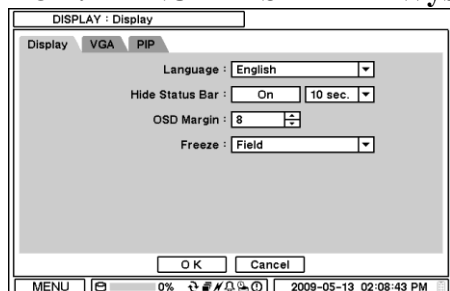 DISPLAY : Display
Display VGA PIP
Language : English
Hide Status Bar : On 10 sec.
OSD Margin : 8
Freeze : Field
O K Cancel
MENU 0% 2009-05-13 02:08:43 PM